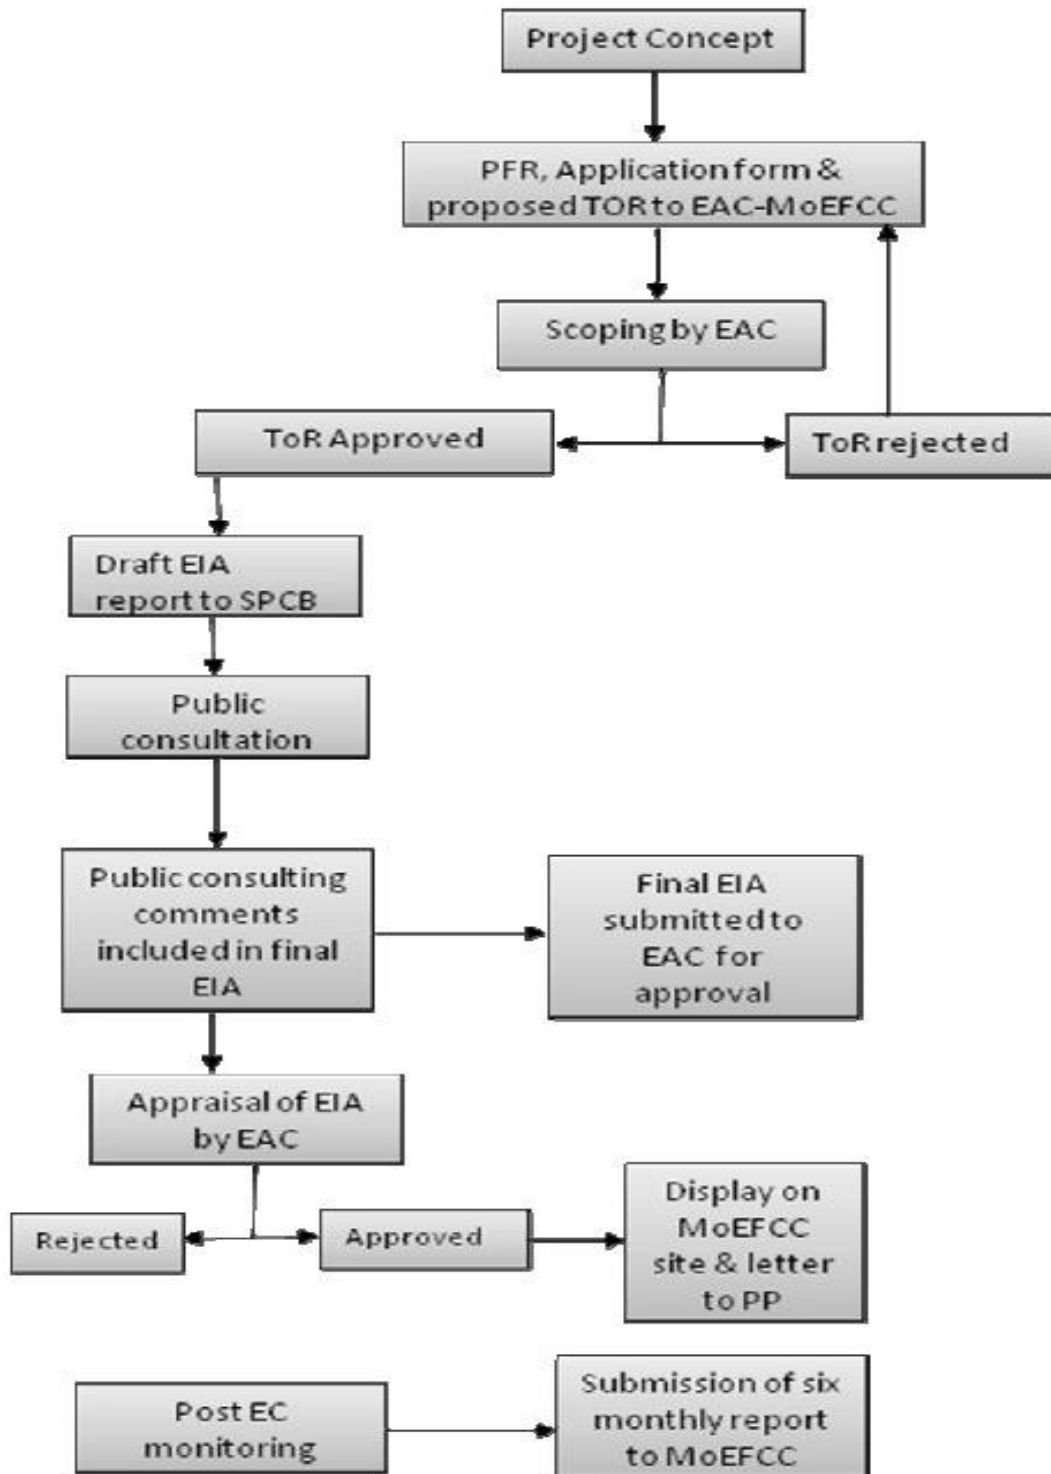 Project Concept
PFR, Application form &
proposed TOR to EAC-MoEFCC
Scoping by EAC
ToR Approved
ToR rejected
Draft EIA
report to SPCB
Public
consultation
Public consulting
comments
included in final
EIA
Final EIA
submitted to
EAC for
approval
Appraisal of EIA
by EAC
Rejected
Approved
Display on
MoEFCC
site & letter
to PP
Post EC
monitoring
Submission of six
monthly report
to MoEFCC